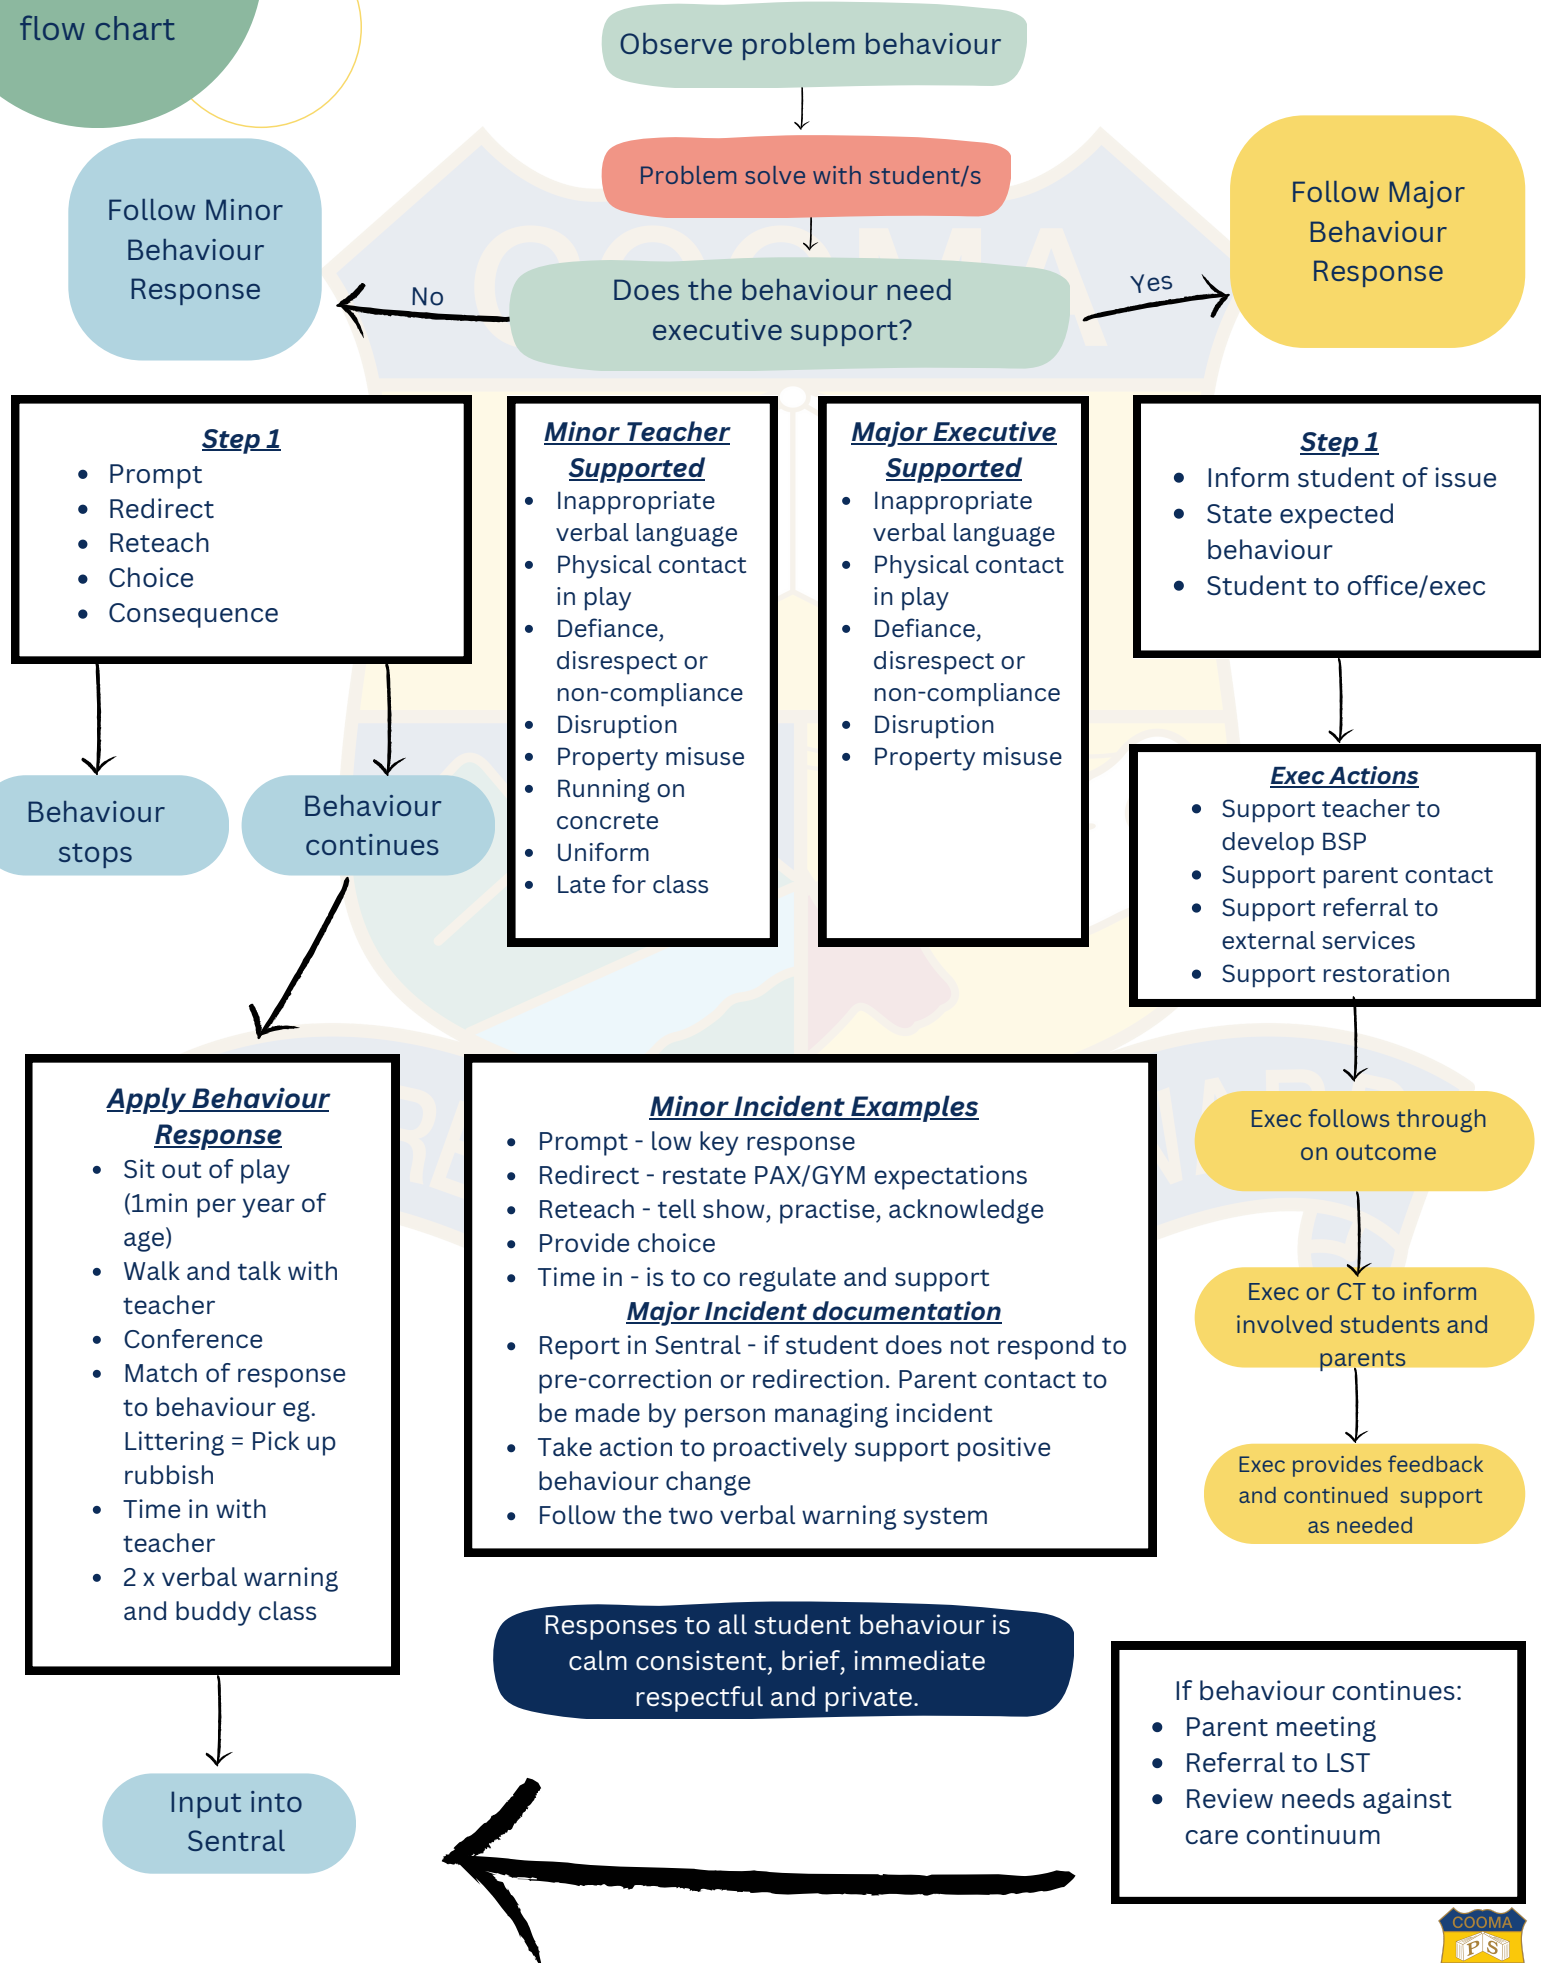 flow chart
Observe problem behaviour
Problem solve with student/s
Follow Minor
Behaviour
Response
Follow Major
Behaviour
Response
No
Does the behaviour need
executive support?
Yes
Step 1
• Prompt
• Redirect
• Reteach
• Choice
• Consequence
Minor Teacher
Supported
• Inappropriate
verbal language
• Physical contact
in play
• Defiance,
disrespect or
non-compliance
• Disruption
• Property misuse
• Running on
concrete
• Uniform
• Late for class
Major Executive
Supported
• Inappropriate
verbal language
• Physical contact
in play
• Defiance,
disrespect or
non-compliance
• Disruption
• Property misuse
Step 1
• Inform student of issue
• State expected
behaviour
• Student to office/exec
Behaviour
stops
Behaviour
continues
Exec Actions
• Support teacher to
develop BSP
• Support parent contact
• Support referral to
external services
• Support restoration
Apply Behaviour
Response
• Sit out of play
(1min per year of
age)
• Walk and talk with
teacher
• Conference
• Match of response
to behaviour eg.
Littering = Pick up
rubbish
• Time in with
teacher
• 2 x verbal warning
and buddy class
Minor Incident Examples
• Prompt - low key response
• Redirect - restate PAX/GYM expectations
• Reteach - tell show, practise, acknowledge
• Provide choice
• Time in - is to co regulate and support
Major Incident documentation
• Report in Sentral - if student does not respond to
pre-correction or redirection. Parent contact to
be made by person managing incident
• Take action to proactively support positive
behaviour change
• Follow the two verbal warning system
Exec follows through
on outcome
Exec or CT to inform
involved students and
parents
Exec provides feedback
and continued support
as needed
Responses to all student behaviour is
calm consistent, brief, immediate
respectful and private.
If behaviour continues:
• Parent meeting
• Referral to LST
• Review needs against
care continuum
Input into
Sentral
COOMA
COOMA
P S